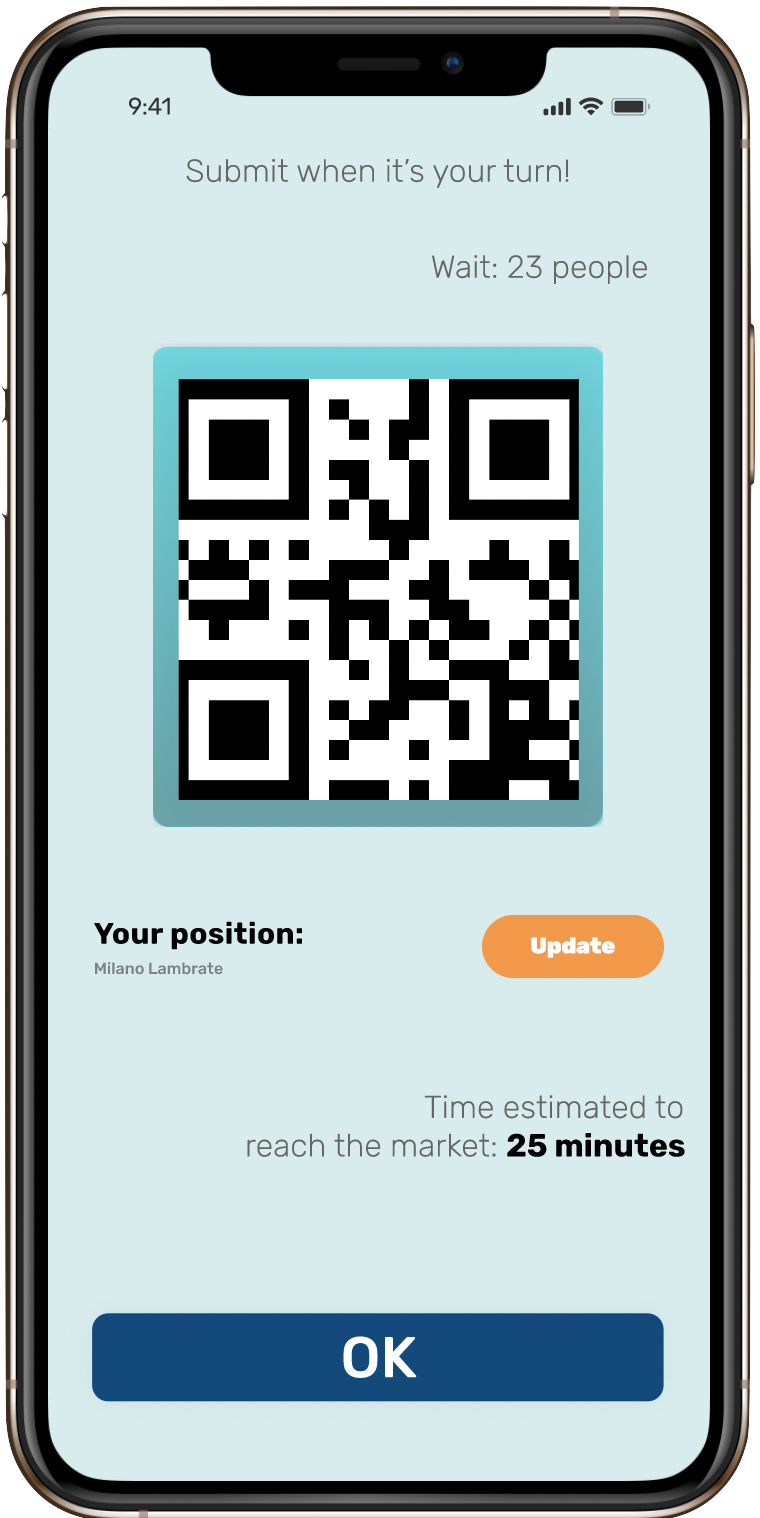 9:41
Submit when it's your turn!
Wait: 23 people
Your position:
Update
Milano Lambrate
Time estimated to
reach the market: 25 minutes
OK